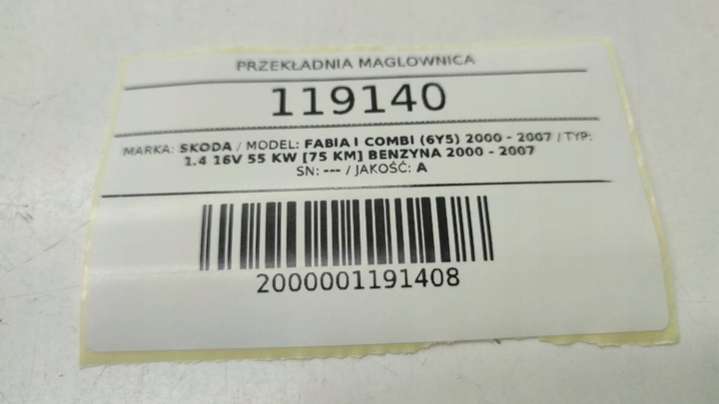 PRZEKŁADNIA MAGLOWNICA
119140
MARKA: SKODA / MODEL: FABIA I COMBI (6Y5) 2000 - 2007 / TYP:
1.4 16V 55 KW [75 KM] BENZYNA 2000 - 2007
SN: --- / JAKOŚĆ: A
2000001191408